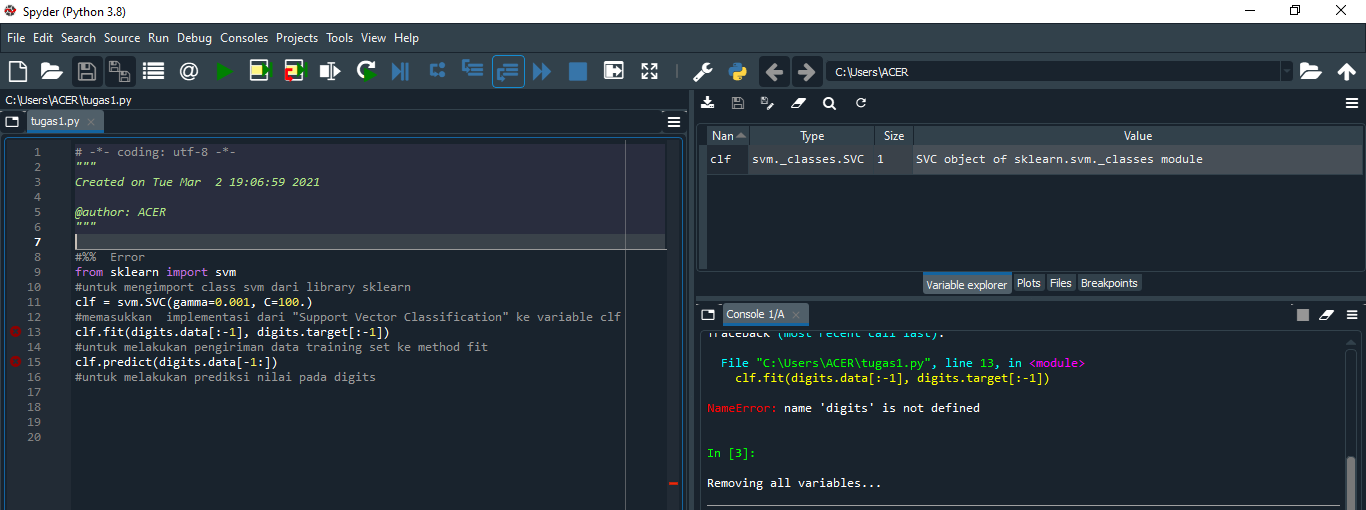 Spyder (Python 3.8)
File Edit Search Source Run Debug Consoles Projects Tools View Help
C:\Users\ACER
C:\Users\ACER\tugas1.py
tugas1.py
1 # -*- coding: utf-8 -*-
2 """
3 Created on Tue Mar  2 19:06:59 2021
4
5 @author: ACER
6 """
7
8 #%%  Error
9 from sklearn import svm
10 #untuk mengimport class svm dari library sklearn
11 clf = svm.SVC(gamma=0.001, C=100.)
12 #memasukkan  implementasi dari "Support Vector Classification" ke variable clf
13 clf.fit(digits.data[:-1], digits.target[:-1])
14 #untuk melakukan pengiriman data training set ke method fit
15 clf.predict(digits.data[-1:])
16 #untuk melakukan prediksi nilai pada digits
17
18
19
20
Nan Type Size Value
clf svm._classes.SVC 1 SVC object of sklearn.svm._classes module
Variable explorer Plots Files Breakpoints
Console 1/A
Traceback (most recent call last):
File "C:\Users\ACER\tugas1.py", line 13, in <module>
clf.fit(digits.data[:-1], digits.target[:-1])
NameError: name 'digits' is not defined
In [3]:
Removing all variables...